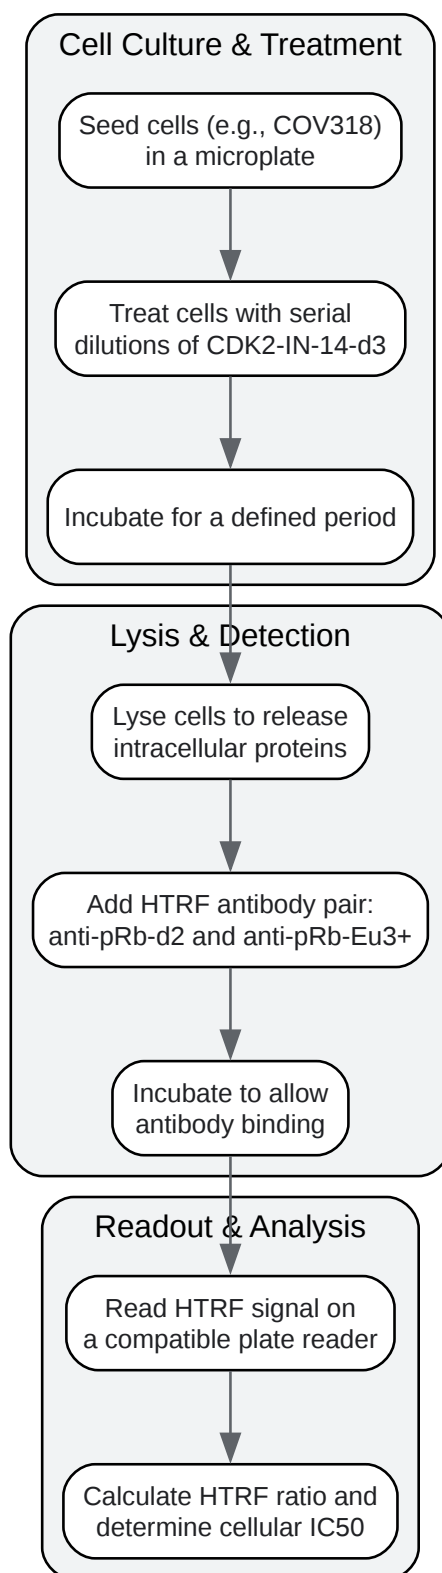 Cell Culture & Treatment
Seed cells (e.g., COV318)
in a microplate
Treat cells with serial
dilutions of CDK2-IN-14-d3
Incubate for a defined period
Lysis & Detection
Lyse cells to release
intracellular proteins
Add HTRF antibody pair:
anti-pRb-d2 and anti-pRb-Eu3+
Incubate to allow
antibody binding
Readout & Analysis
Read HTRF signal on
a compatible plate reader
Calculate HTRF ratio and
determine cellular IC50